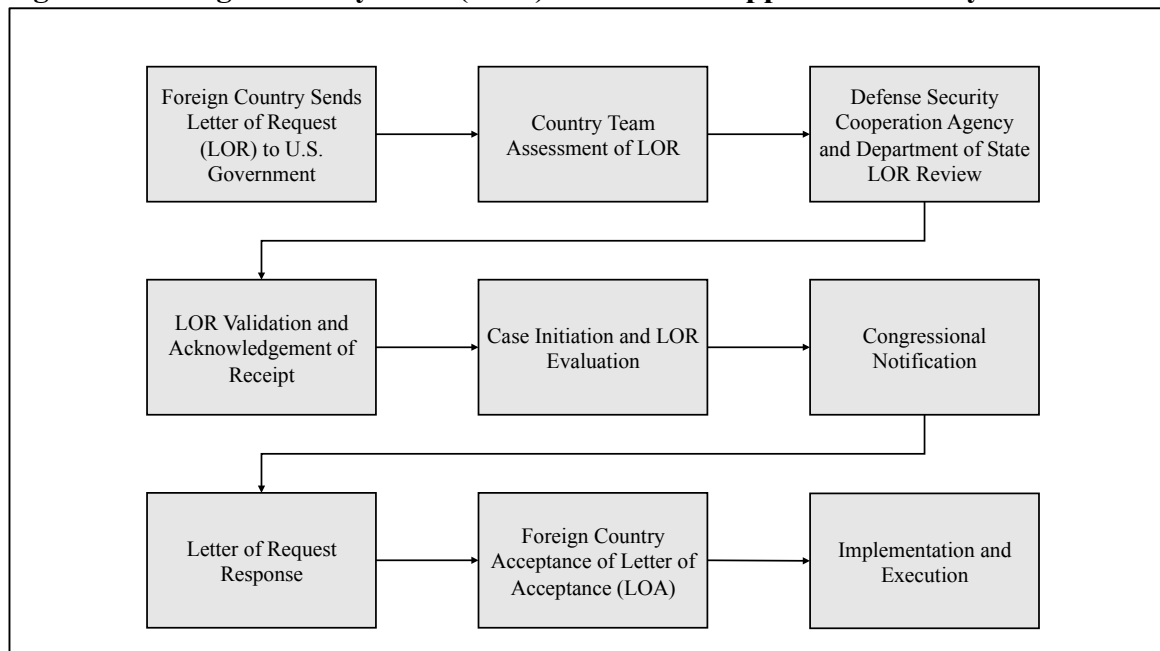 Foreign Country Sends
Letter of Request
(LOR) to U.S.
Government
Country Team
Assessment of LOR
Defense Security
Cooperation Agency
and Department of State
LOR Review
LOR Validation and
Acknowledgement of
Receipt
Case Initiation and LOR
Evaluation
Congressional
Notification
Letter of Request
Response
Foreign Country
Acceptance of Letter of
Acceptance (LOA)
Implementation and
Execution